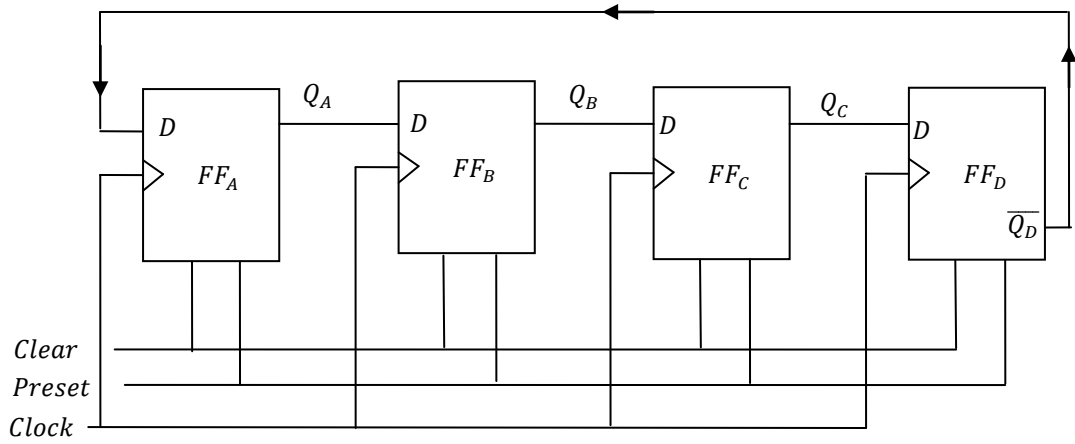 Q_A Q_B Q_C
D D D D
FF_A FF_B FF_C FF_D
\overline{Q_D}
Clear
Preset
Clock